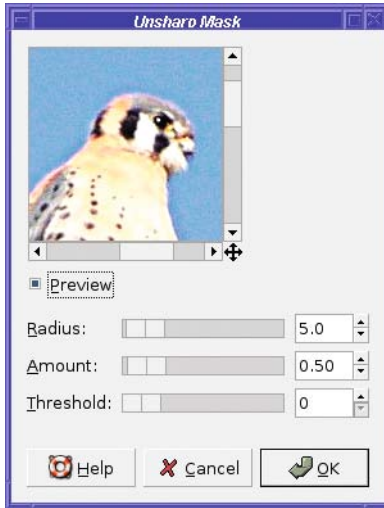 Unsharp Mask
Preview
Radius: 5.0
Amount: 0.50
Threshold: 0
Help Cancel OK